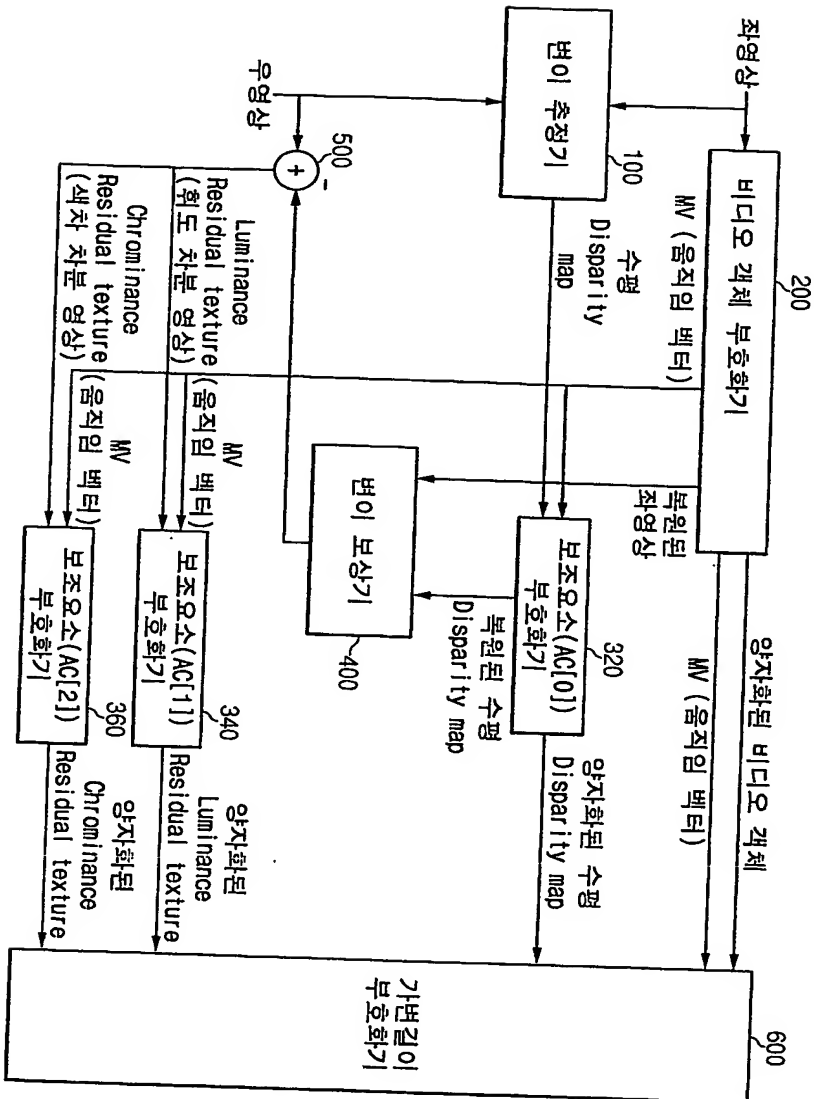 좌영상
200
비디오 객체 부호화기
양자화된 비디오 객체
MV (움직임 벡터)
MV (움직임 벡터)
복원된
좌영상
600
변이 추정기
100
수평
Disparity
map
320
보조요소(AC[0])
부호화기
양자화된 수평
Disparity map
복원된 수평
Disparity map
변이 보상기
400
우영상
500
+
-
Luminance
Residual texture
(휘도 차분 영상)
MV
(움직임 벡터)
보조요소(AC[1])
부호화기
340
양자화된
Luminance
Residual texture
Chrominance
Residual texture
(색차 차분 영상)
MV
(움직임 벡터)
보조요소(AC[2])
부호화기
360
양자화된
Chrominance
Residual texture
가변길이
부호화기